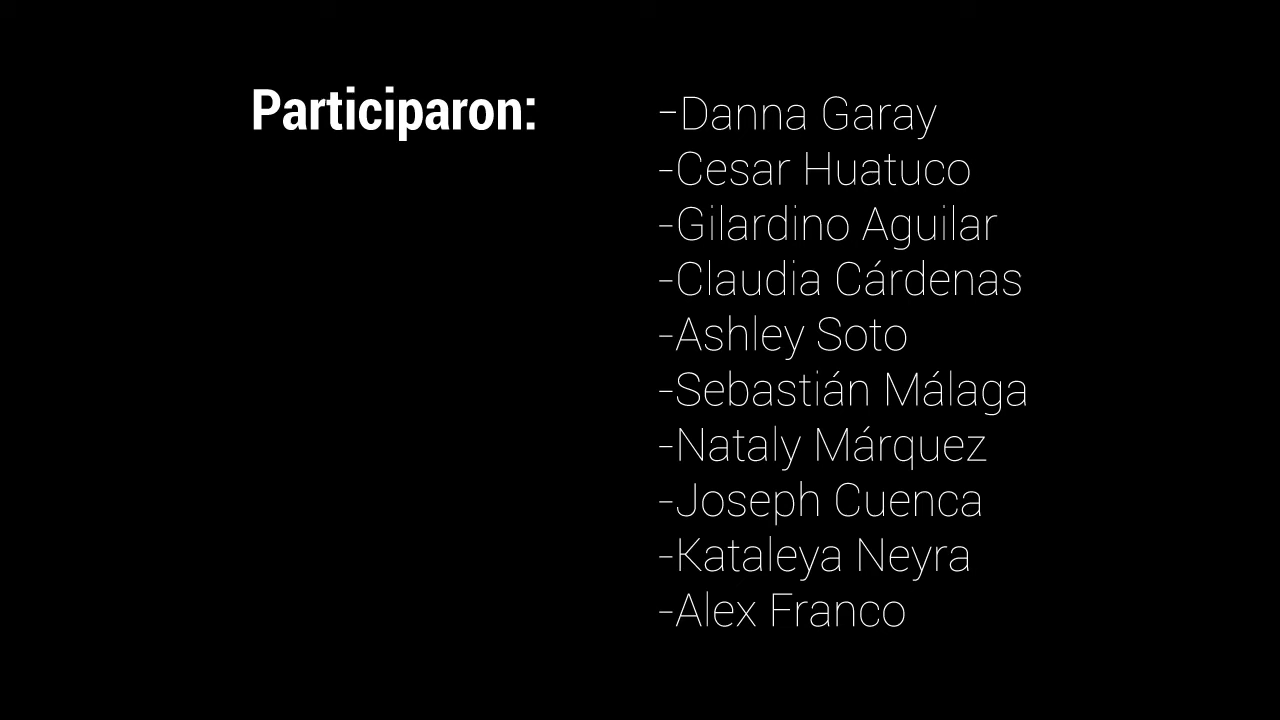 Participaron:
-Danna Garay
-Cesar Huatuco
-Gilardino Aguilar
-Claudia Cárdenas
-Ashley Soto
-Sebastián Málaga
-Nataly Márquez
-Joseph Cuenca
-Kataleya Neyra
-Alex Franco